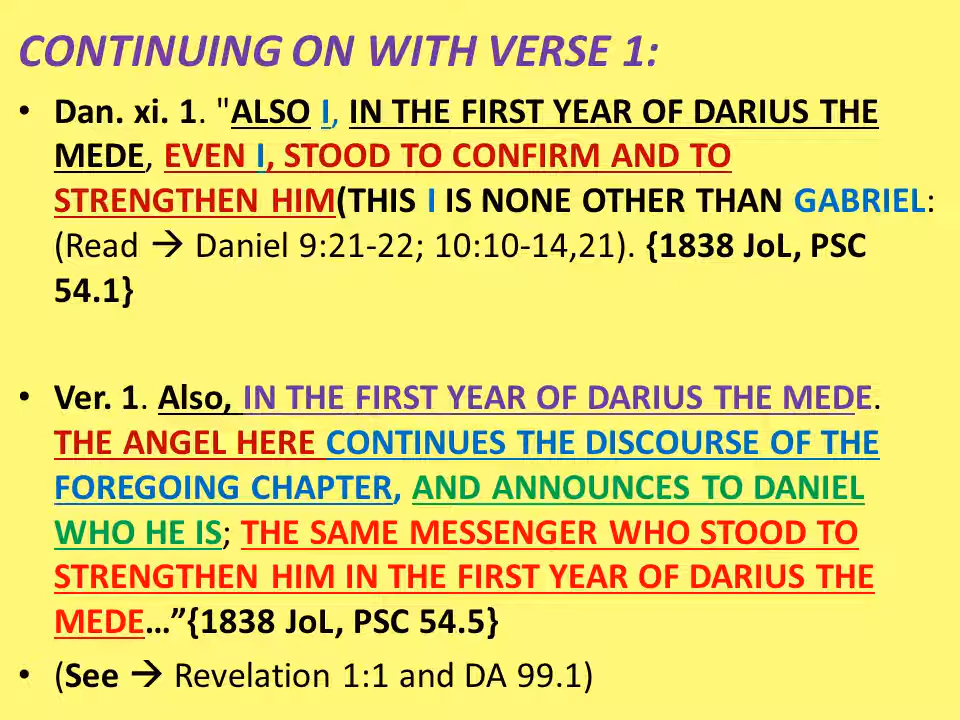 CONTINUING ON WITH VERSE 1:
• Dan. xi. 1. "ALSO I, IN THE FIRST YEAR OF DARIUS THE
MEDE, EVEN I, STOOD TO CONFIRM AND TO
STRENGTHEN HIM(THIS I IS NONE OTHER THAN GABRIEL:
(Read → Daniel 9:21-22; 10:10-14,21). {1838 JoL, PSC
54.1}
• Ver. 1. Also, IN THE FIRST YEAR OF DARIUS THE MEDE.
THE ANGEL HERE CONTINUES THE DISCOURSE OF THE
FOREGOING CHAPTER, AND ANNOUNCES TO DANIEL
WHO HE IS; THE SAME MESSENGER WHO STOOD TO
STRENGTHEN HIM IN THE FIRST YEAR OF DARIUS THE
MEDE…”{1838 JoL, PSC 54.5}
• (See → Revelation 1:1 and DA 99.1)